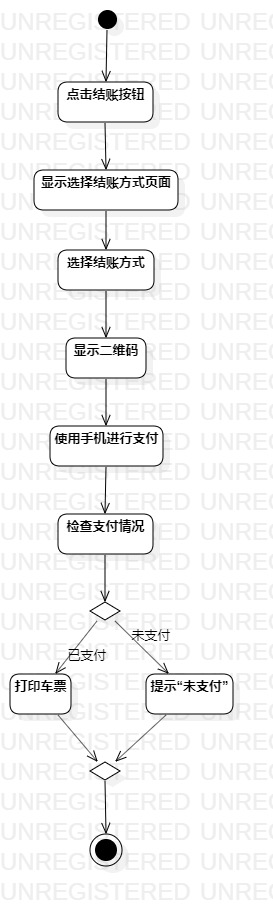 点击结账按钮
显示选择结账方式页面
选择结账方式
显示二维码
使用手机进行支付
检查支付情况
未支付
已支付
打印车票
提示“未支付”
UNREGISTERED